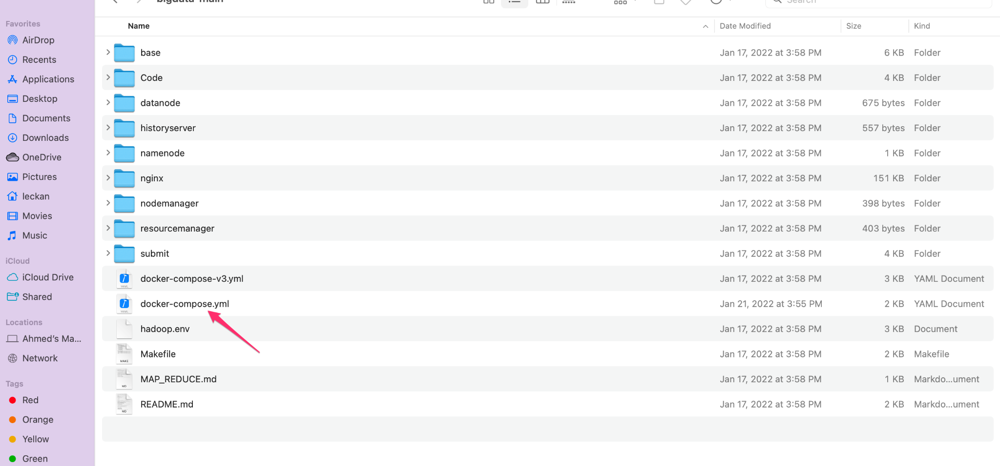 bigdata-main
Search
Favorites
AirDrop
Recents
Applications
Desktop
Documents
Downloads
OneDrive
Pictures
leckan
Movies
Music
iCloud
iCloud Drive
Shared
Locations
Ahmed’s Ma...
Network
Tags
Red
Orange
Yellow
Green
Name Date Modified Size Kind
base Jan 17, 2022 at 3:58 PM 6 KB Folder
Code Jan 17, 2022 at 3:58 PM 4 KB Folder
datanode Jan 17, 2022 at 3:58 PM 675 bytes Folder
historyserver Jan 17, 2022 at 3:58 PM 557 bytes Folder
namenode Jan 17, 2022 at 3:58 PM 1 KB Folder
nginx Jan 17, 2022 at 3:58 PM 151 KB Folder
nodemanager Jan 17, 2022 at 3:58 PM 398 bytes Folder
resourcemanager Jan 17, 2022 at 3:58 PM 403 bytes Folder
submit Jan 17, 2022 at 3:58 PM 4 KB Folder
YAML docker-compose-v3.yml Jan 17, 2022 at 3:58 PM 3 KB YAML Document
YAML docker-compose.yml Jan 21, 2022 at 3:55 PM 2 KB YAML Document
hadoop.env Jan 17, 2022 at 3:58 PM 3 KB Document
MAKE Makefile Jan 17, 2022 at 3:58 PM 2 KB Makefile
MD MAP_REDUCE.md Jan 17, 2022 at 3:58 PM 1 KB Markdo...ument
MD README.md Jan 17, 2022 at 3:58 PM 2 KB Markdo...ument